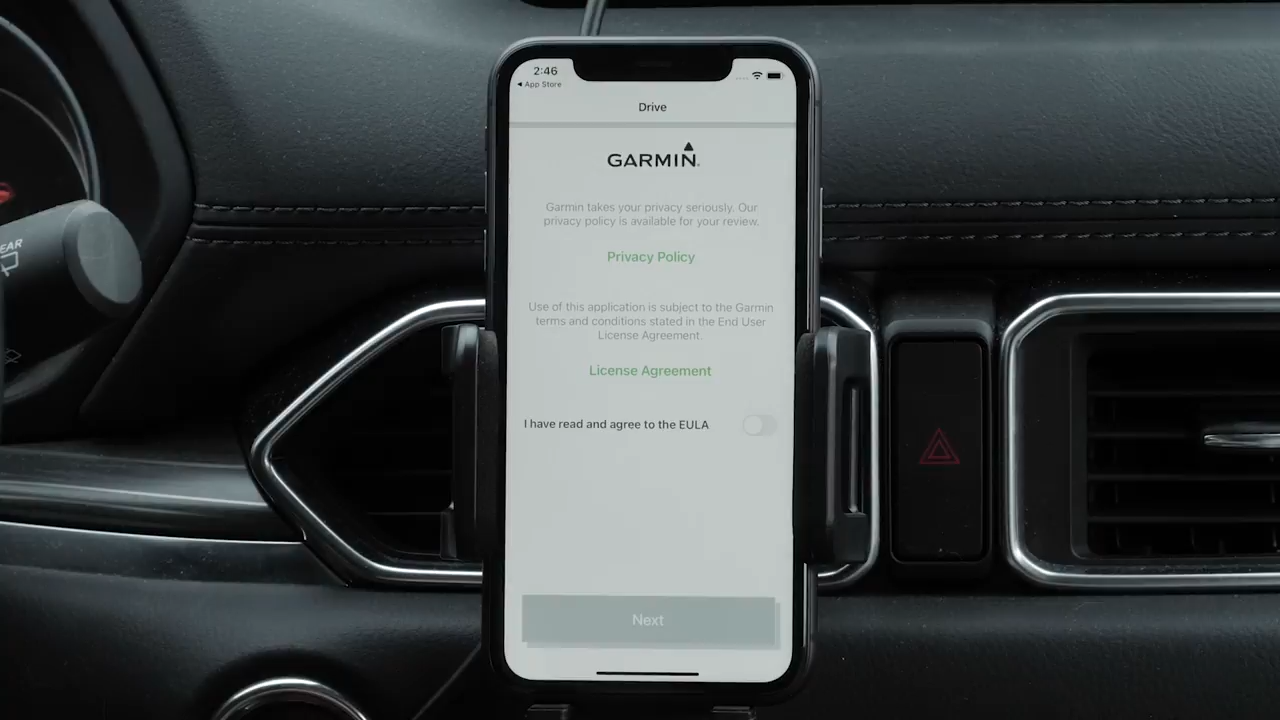 2:46
◀ App Store
Drive
GARMIN
Garmin takes your privacy seriously. Our
privacy policy is available for your review.
Privacy Policy
Use of this application is subject to the Garmin
terms and conditions stated in the End User
License Agreement.
License Agreement
I have read and agree to the EULA
Next